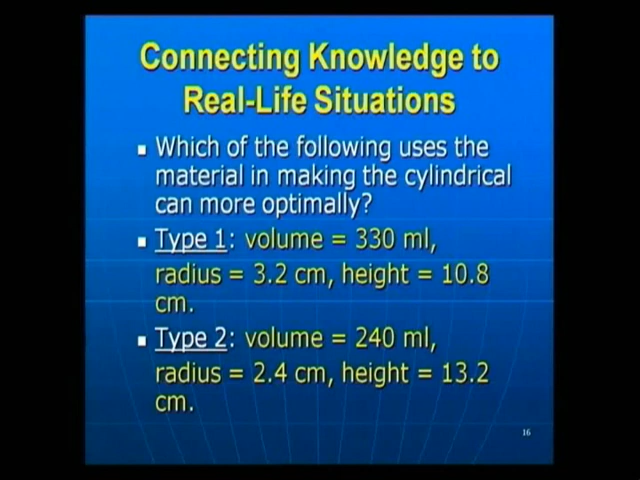 Connecting Knowledge to
Real-Life Situations
Which of the following uses the
material in making the cylindrical
can more optimally?
Type 1: volume = 330 ml,
radius = 3.2 cm, height = 10.8
cm.
Type 2: volume = 240 ml,
radius = 2.4 cm, height = 13.2
cm.
16